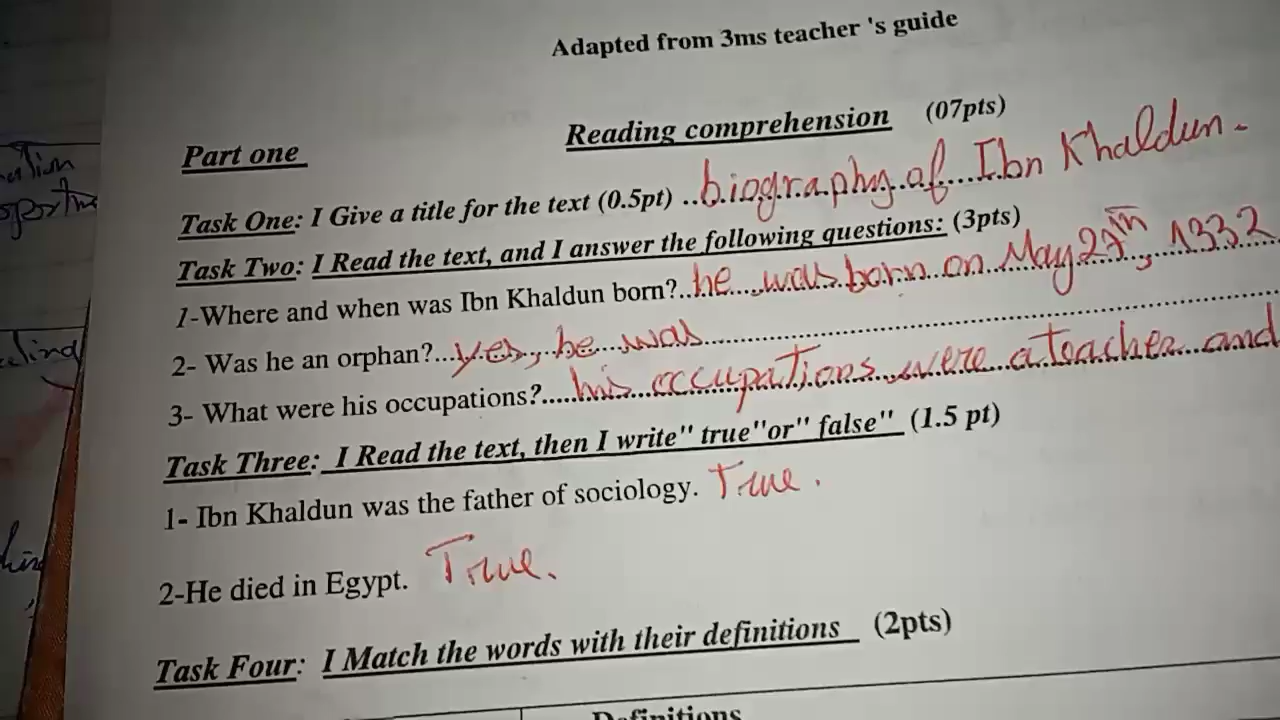 Adapted from 3ms teacher 's guide
Part one Reading comprehension (07pts)
Task One: I Give a title for the text (0.5pt) ..biography of Ibn Khaldun.
Task Two: I Read the text, and I answer the following questions: (3pts)
1-Where and when was Ibn Khaldun born?..he was born on May 27th, 1332
2- Was he an orphan?...yes, he was
3- What were his occupations?.....his occupations were a teacher and
Task Three: I Read the text, then I write" true"or" false" (1.5 pt)
1- Ibn Khaldun was the father of sociology. True.
2-He died in Egypt. True.
Task Four: I Match the words with their definitions (2pts)
Definitions